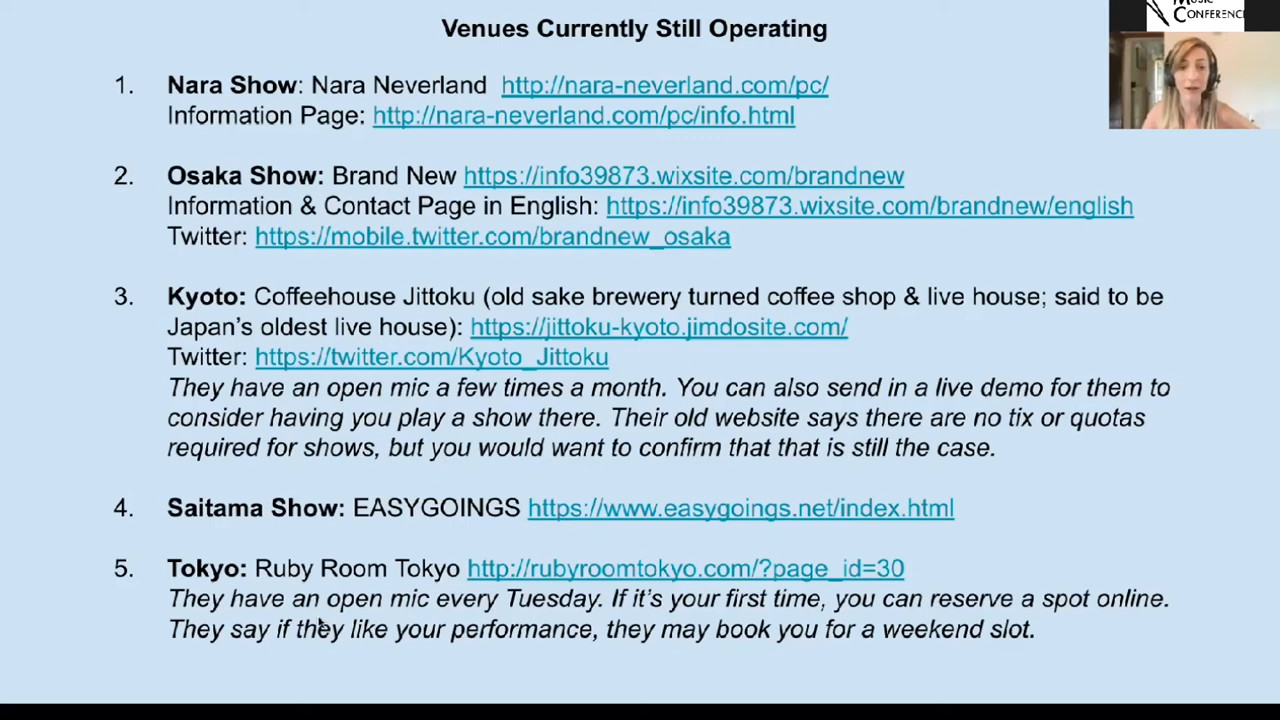 Music
CONFERENC
Venues Currently Still Operating
1. Nara Show: Nara Neverland http://nara-neverland.com/pc/
Information Page: http://nara-neverland.com/pc/info.html
2. Osaka Show: Brand New https://info39873.wixsite.com/brandnew
Information & Contact Page in English: https://info39873.wixsite.com/brandnew/english
Twitter: https://mobile.twitter.com/brandnew_osaka
3. Kyoto: Coffeehouse Jittoku (old sake brewery turned coffee shop & live house; said to be
Japan's oldest live house): https://jittoku-kyoto.jimdosite.com/
Twitter: https://twitter.com/Kyoto_Jittoku
They have an open mic a few times a month. You can also send in a live demo for them to
consider having you play a show there. Their old website says there are no tix or quotas
required for shows, but you would want to confirm that that is still the case.
4. Saitama Show: EASYGOINGS https://www.easygoings.net/index.html
5. Tokyo: Ruby Room Tokyo http://rubyroomtokyo.com/?page_id=30
They have an open mic every Tuesday. If it's your first time, you can reserve a spot online.
They say if they like your performance, they may book you for a weekend slot.